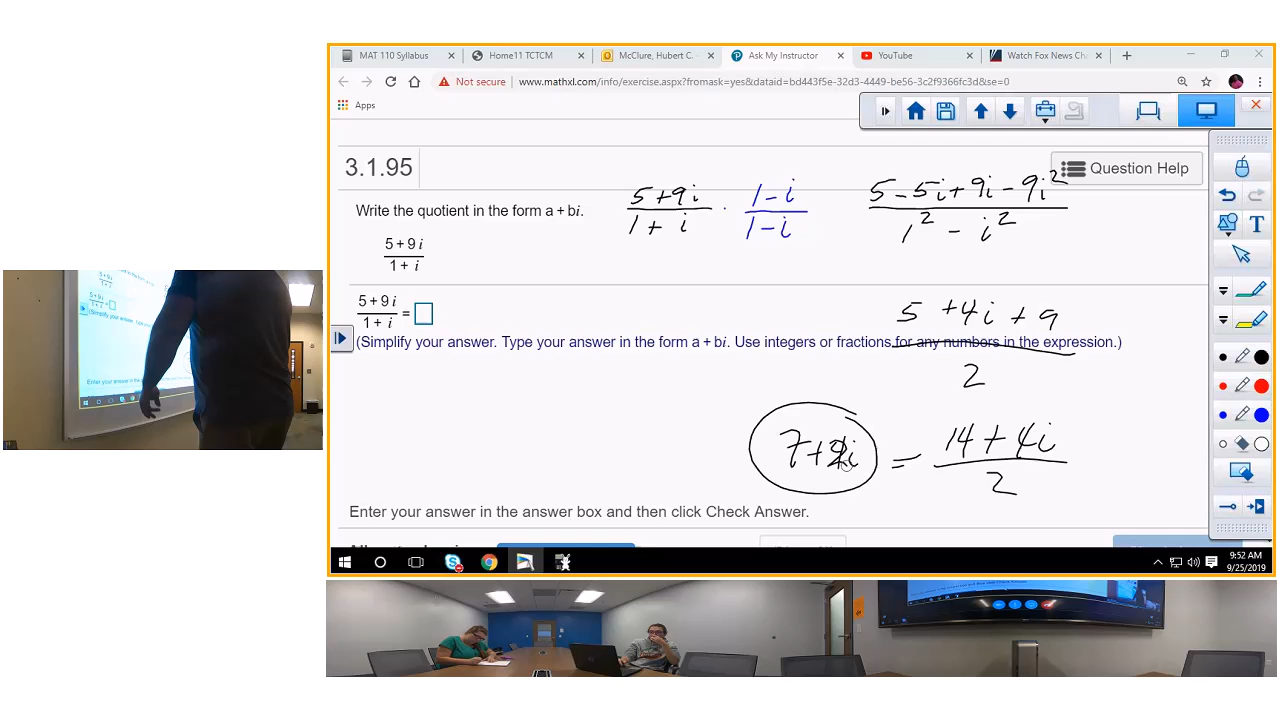 MAT 110 Syllabus
Home11 TCTCM
McClure, Hubert C. -
Ask My Instructor
YouTube
Watch Fox News Cha
Not secure
www.mathxl.com/info/exercise.aspx?fromask=yes&dataid=bd443f5e-32d3-4449-be56-3c2f9366fc3d&se=0
Apps
3.1.95
Question Help
Write the quotient in the form a + bi.
5 + 9i
1 + i
5 + 9i
1 + i
=
(Simplify your answer. Type your answer in the form a + bi. Use integers or fractions for any numbers in the expression.)
5+9i
1 + i
·
1-i
1-i
5-5i+9i-9i²
1² - i²
5 +4i + 9
2
7+2i = 14+4i
2
Enter your answer in the answer box and then click Check Answer.
9:52 AM
9/25/2019